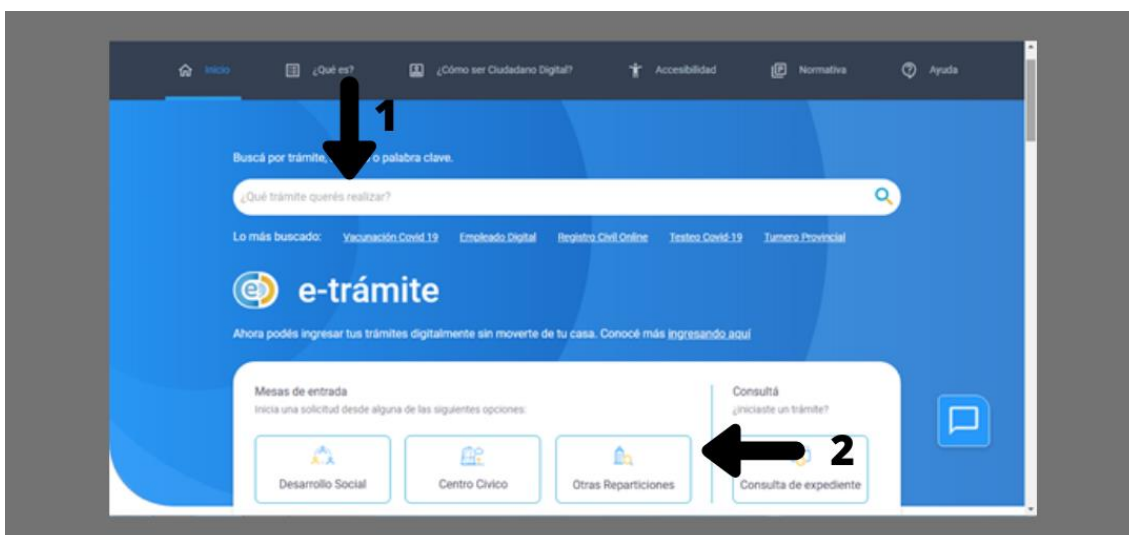 Inicio ¿Qué es? ¿Cómo ser Ciudadano Digital? Accesibilidad Normativa Ayuda
1
Buscá por trámite, o palabra clave.
¿Qué trámite querés realizar?
Lo más buscado: Vacunación Covid 19 Empleado Digital Registro Civil Online Testeo Covid-19 Turnero Provincial
e-trámite
Ahora podés ingresar tus trámites digitalmente sin moverte de tu casa. Conocé más ingresando aquí
Mesas de entrada
Inicia una solicitud desde alguna de las siguientes opciones:
Consultá
¿Iniciaste un trámite?
2
Desarrollo Social Centro Civico Otras Reparticiones Consulta de expediente